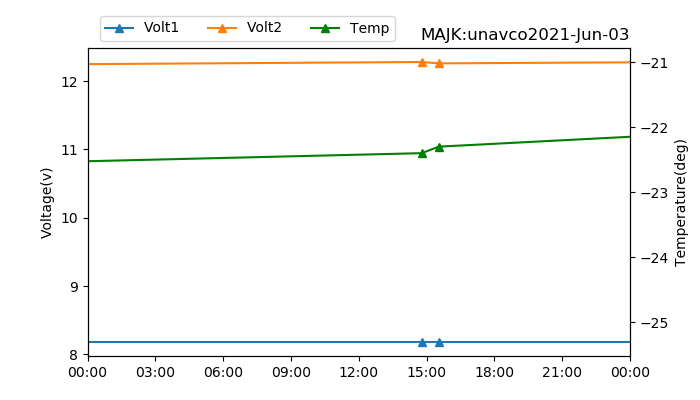 Volt1 Volt2 Temp
MAJK:unavco2021-Jun-03
12
11
10
9
8
Voltage(v)
−21
−22
−23
−24
−25
Temperature(deg)
00:00 03:00 06:00 09:00 12:00 15:00 18:00 21:00 00:00